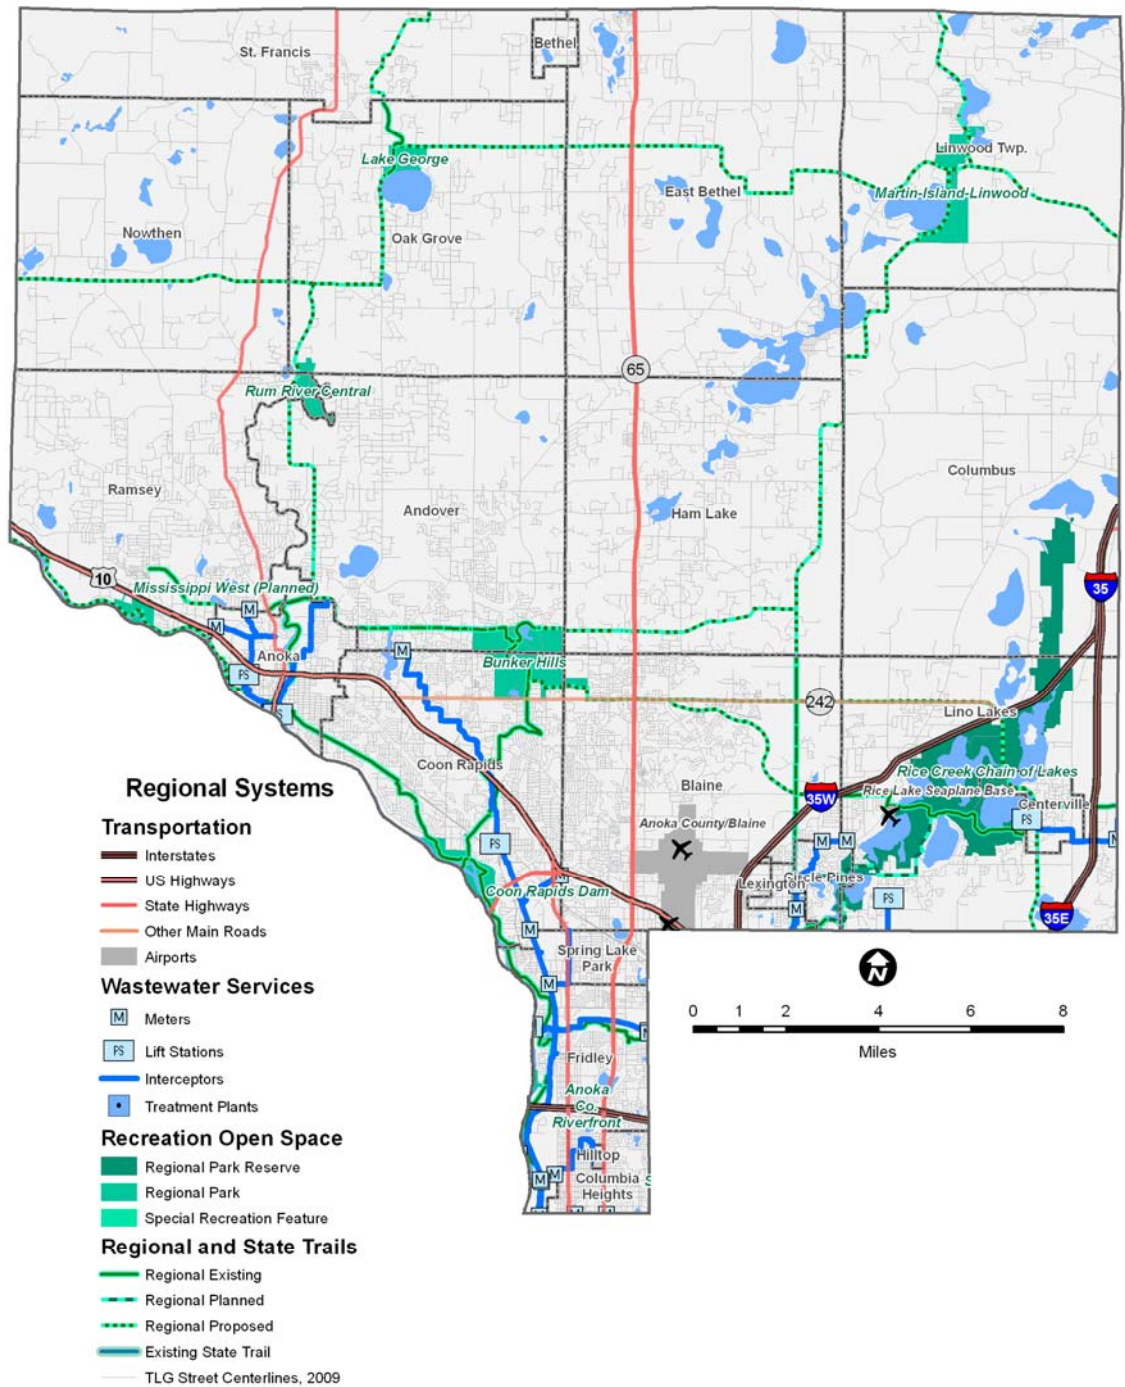 St. Francis
Bethel
Linwood Twp.
Lake George
East Bethel
Martin-Island-Linwood
Nowthen
Oak Grove
65
Rum River Central
Columbus
Ramsey
Andover
Ham Lake
10
Mississippi West (Planned)
35
M
M
M
Anoka
Bunker Hills
PS
242
Lino Lakes
Coon Rapids
Rice Creek Chain of Lakes
Blaine
35W
Rice Lake Seaplane Base
Centerville
PS
Anoka County/Blaine
PS
M
M
Circle Pines
Lexington
Coon Rapids Dam
PS
M
35E
M
Spring Lake
Park
M
Fridley
Anoka
Co.
Riverfront
Hilltop
M
M
Columbia
Heights
N
0 1 2 4 6 8
Miles
Regional Systems
Transportation
Interstates
US Highways
State Highways
Other Main Roads
Airports
Wastewater Services
M Meters
PS Lift Stations
Interceptors
Treatment Plants
Recreation Open Space
Regional Park Reserve
Regional Park
Special Recreation Feature
Regional and State Trails
Regional Existing
Regional Planned
Regional Proposed
Existing State Trail
TLG Street Centerlines, 2009